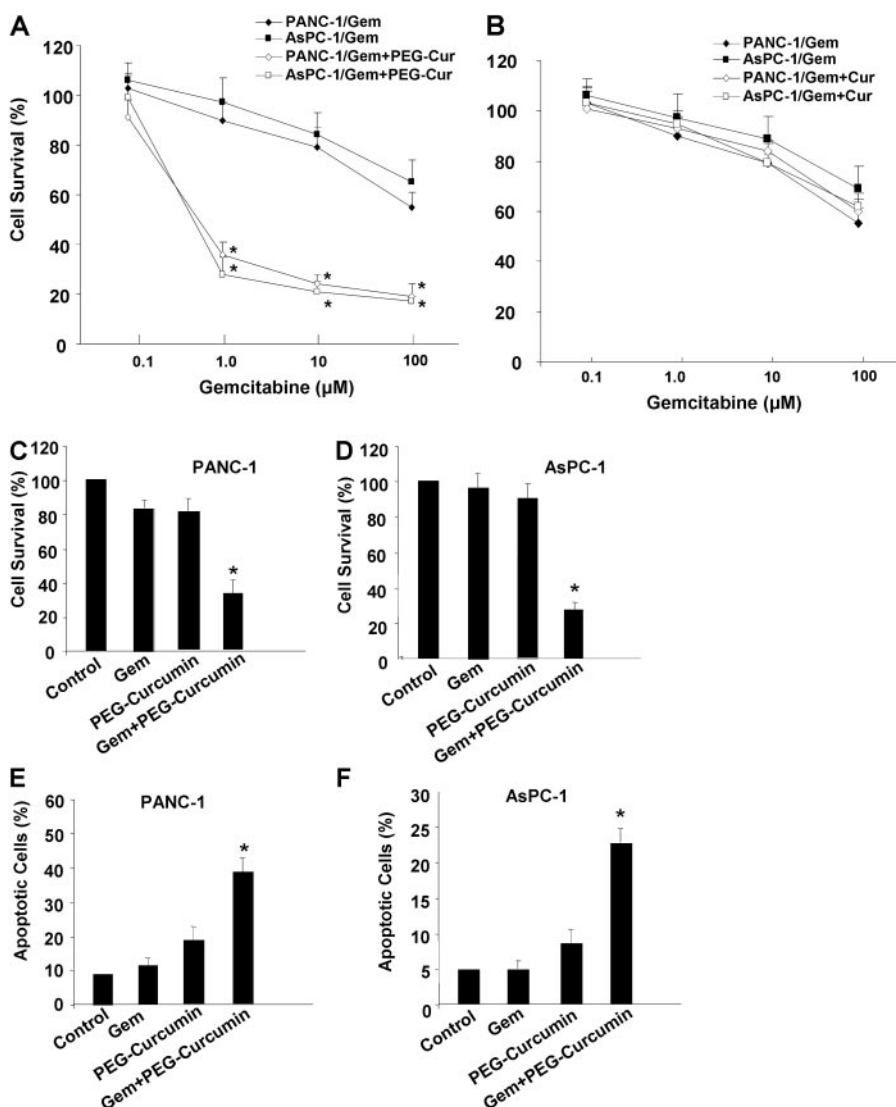 A
PANC-1/Gem
AsPC-1/Gem
PANC-1/Gem+PEG-Cur
AsPC-1/Gem+PEG-Cur
120
100
80
60
40
20
0
Cell Survival (%)
*
*
*
*
*
*
0.1 1.0 10 100
Gemcitabine (μM)
B
PANC-1/Gem
AsPC-1/Gem
PANC-1/Gem+Cur
AsPC-1/Gem+Cur
120
100
80
60
40
20
0
0.1 1.0 10 100
Gemcitabine (μM)
C
PANC-1
120
100
80
60
40
20
0
Cell Survival (%)
*
Control
Gem
PEG-Curcumin
Gem+PEG-Curcumin
D
AsPC-1
120
100
80
60
40
20
0
Cell Survival (%)
*
Control
Gem
PEG-Curcumin
Gem+PEG-Curcumin
E
PANC-1
60
50
40
30
20
10
0
Apoptotic Cells (%)
*
Control
Gem
PEG-Curcumin
Gem+PEG-Curcumin
F
AsPC-1
30
25
20
15
10
5
0
Apoptotic Cells (%)
*
Control
Gem
PEG-Curcumin
Gem+PEG-Curcumin